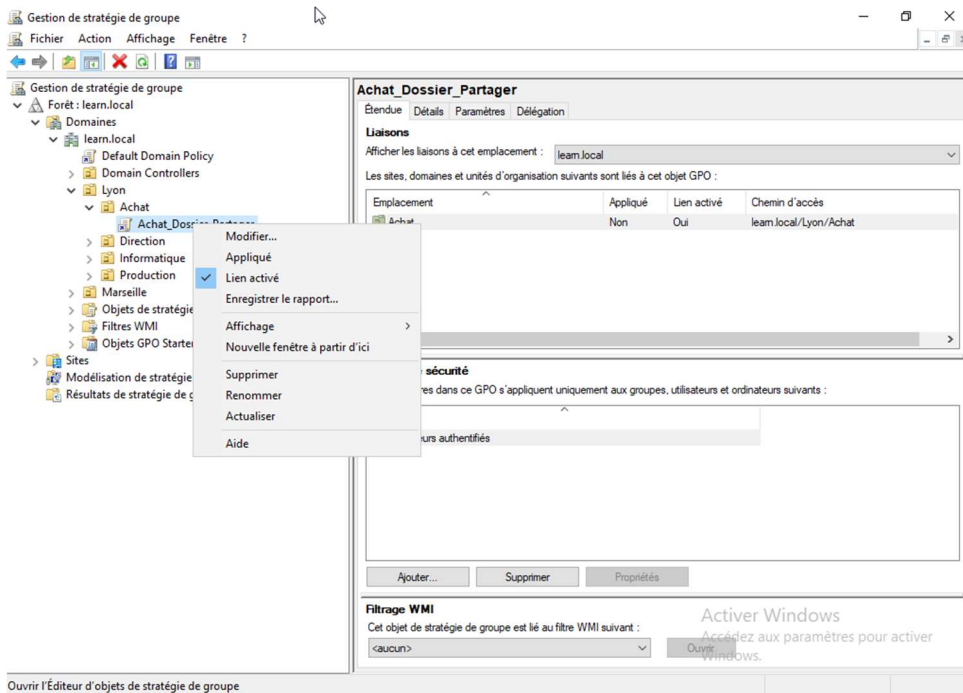 Gestion de stratégie de groupe
Fichier Action Affichage Fenêtre ?
Gestion de stratégie de groupe
Forêt : learn.local
Domaines
learn.local
Default Domain Policy
Domain Controllers
Lyon
Achat
Achat_Dossier_Partager
Direction
Informatique
Production
Marseille
Objets de stratégie
Filtres WMI
Objets GPO Starter
Sites
Modélisation de stratégie
Résultats de stratégie de g
Modifier...
Appliqué
Lien activé
Enregistrer le rapport...
Affichage
Nouvelle fenêtre à partir d'ici
Supprimer
Renommer
Actualiser
Aide
Achat_Dossier_Partager
Étendue Détails Paramètres Délégation
Liaisons
Afficher les liaisons à cet emplacement : learn.local
Les sites, domaines et unités d'organisation suivants sont liés à cet objet GPO :
Emplacement Appliqué Lien activé Chemin d'accès
Achat Non Oui learn.local/Lyon/Achat
sécurité
res dans ce GPO s'appliquent uniquement aux groupes, utilisateurs et ordinateurs suivants :
urs authentifiés
Ajouter... Supprimer Propriétés
Filtrage WMI
Cet objet de stratégie de groupe est lié au filtre WMI suivant :
<aucun> Ouvrir
Activer Windows
Accédez aux paramètres pour activer
Windows.
Ouvrir l'Éditeur d'objets de stratégie de groupe